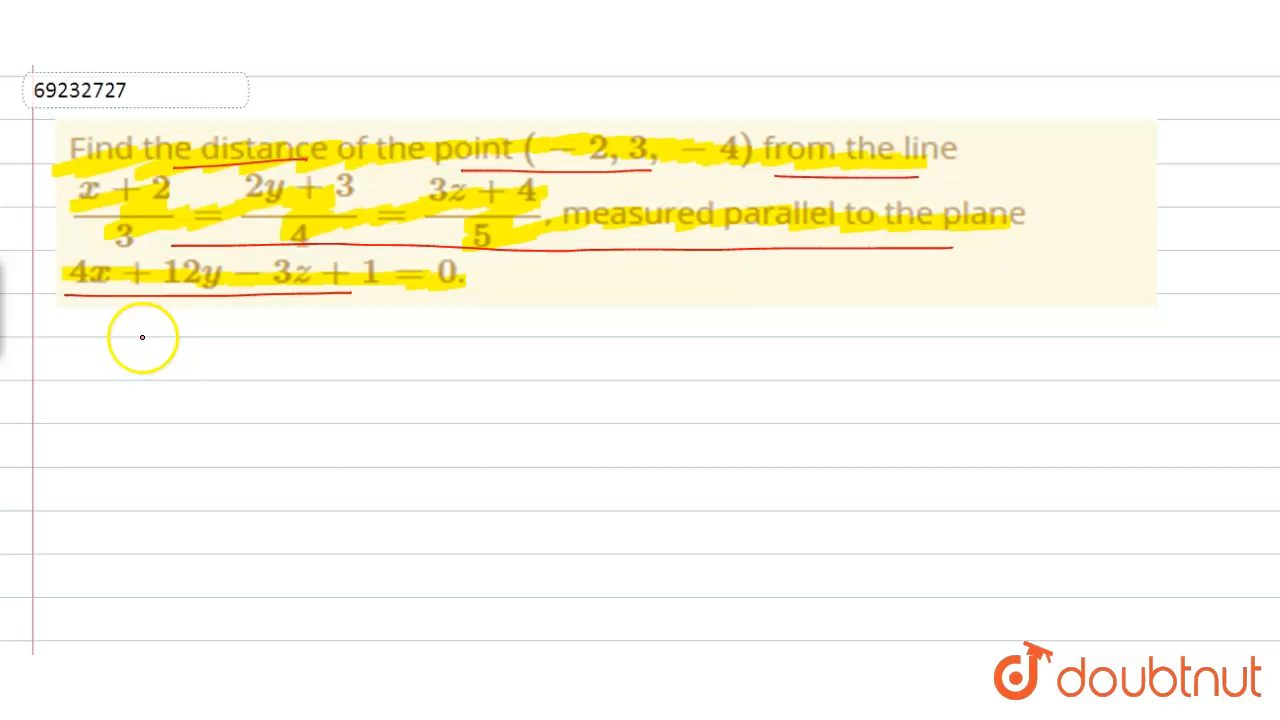 69232727
Find the distance of the point (−2, 3, −4) from the line
x + 2 / 3 = 2y + 3 / 4 = 3z + 4 / 5, measured parallel to the plane
4x + 12y − 3z + 1 = 0.
doubtnut